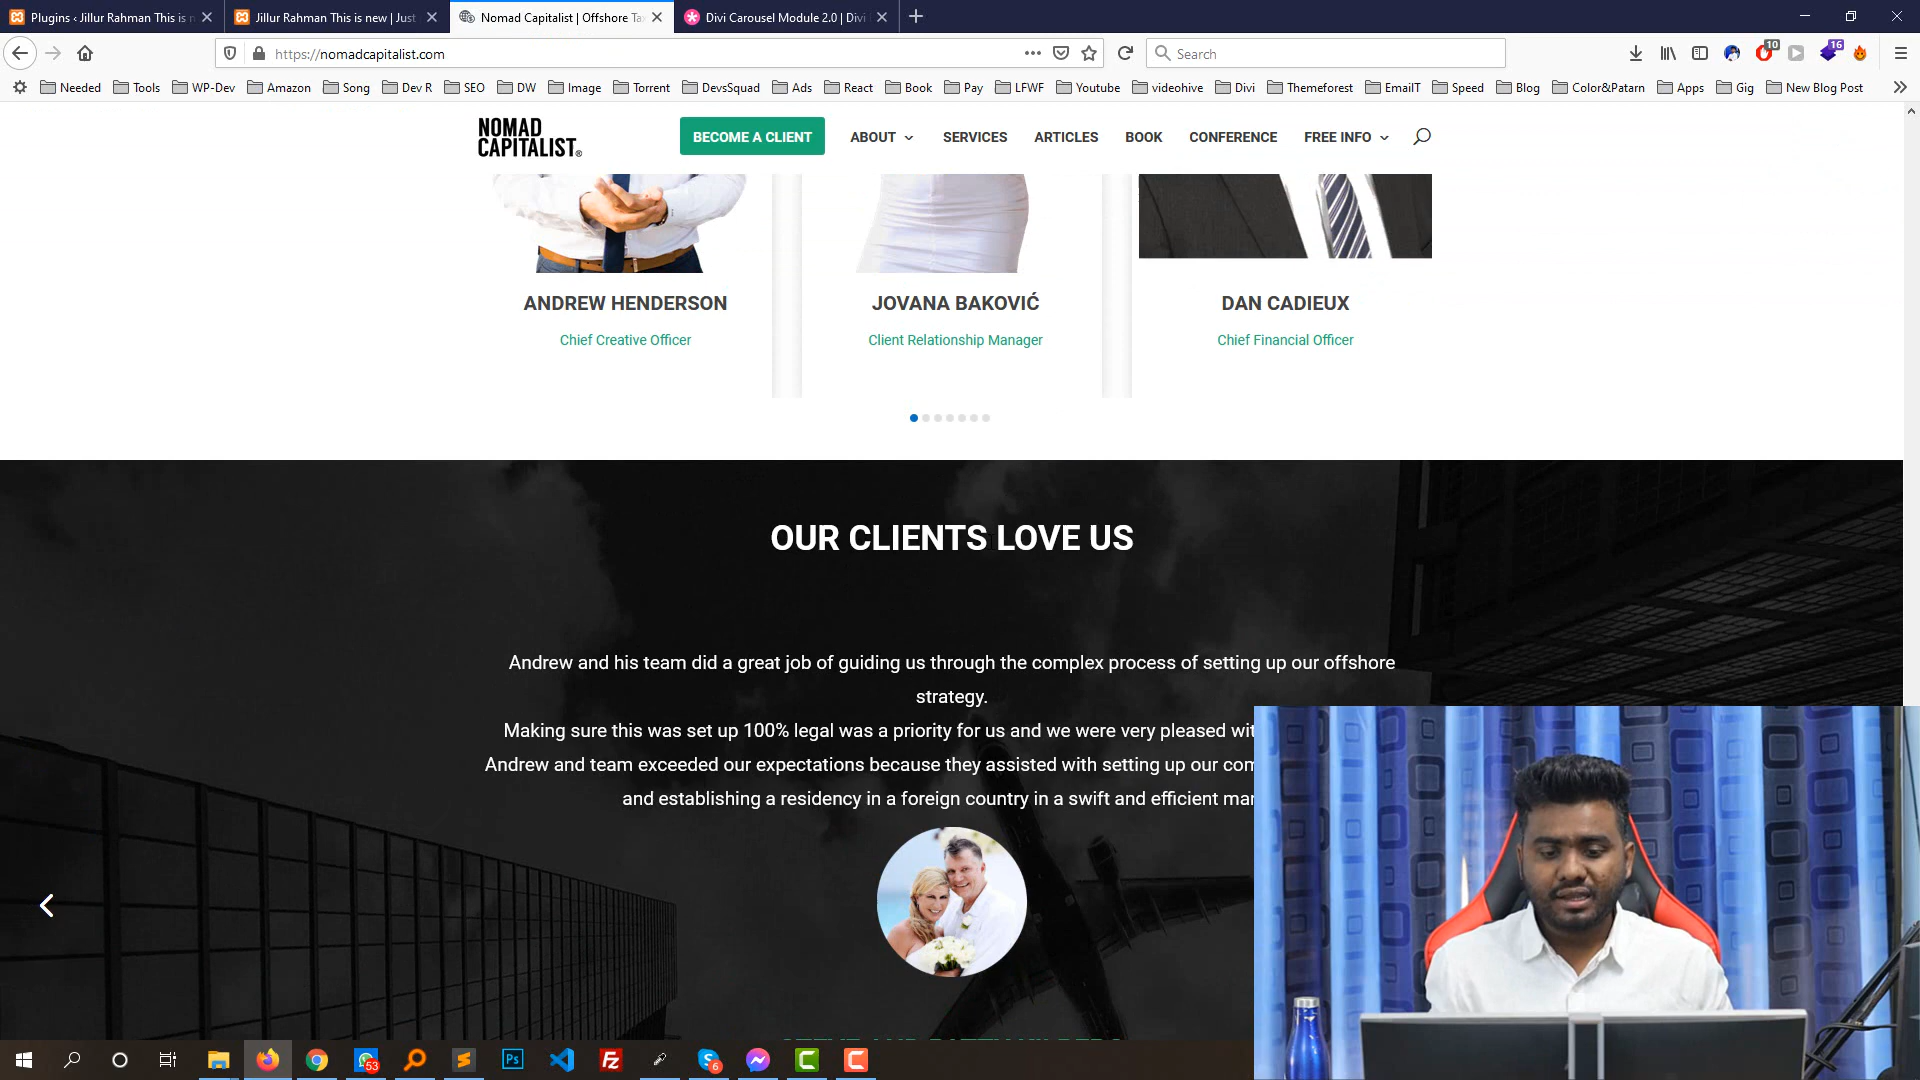 Plugins ‹ Jillur Rahman This is n
Jillur Rahman This is new | Just
Nomad Capitalist | Offshore Ta
Divi Carousel Module 2.0 | Divi
https://nomadcapitalist.com
Search
10
16
Needed
Tools
WP-Dev
Amazon
Song
Dev R
SEO
DW
Image
Torrent
DevsSquad
Ads
React
Book
Pay
LFWF
Youtube
videohive
Divi
Themeforest
EmailT
Speed
Blog
Color&Patarn
Apps
Gig
New Blog Post
NOMAD
CAPITALIST®
BECOME A CLIENT
ABOUT
SERVICES
ARTICLES
BOOK
CONFERENCE
FREE INFO
ANDREW HENDERSON
JOVANA BAKOVIĆ
DAN CADIEUX
Chief Creative Officer
Client Relationship Manager
Chief Financial Officer
OUR CLIENTS LOVE US
Andrew and his team did a great job of guiding us through the complex process of setting up our offshore
strategy.
Making sure this was set up 100% legal was a priority for us and we were very pleased wit
Andrew and team exceeded our expectations because they assisted with setting up our com
and establishing a residency in a foreign country in a swift and efficient man
53
Ps
Fz
6